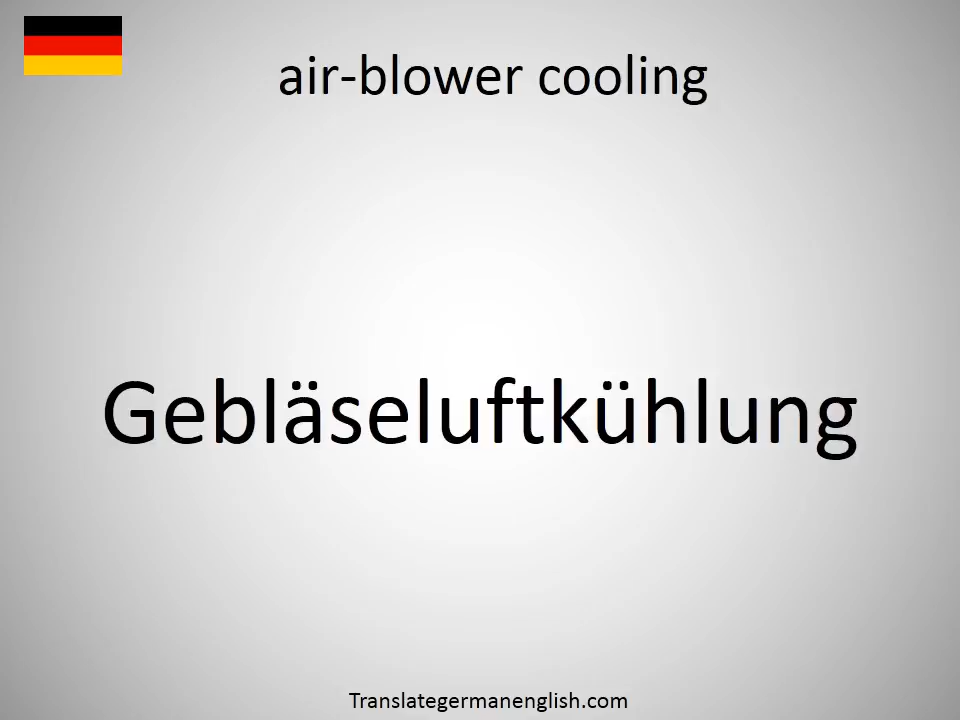 air-blower cooling
Gebläseluftkühlung
Translategermanenglish.com